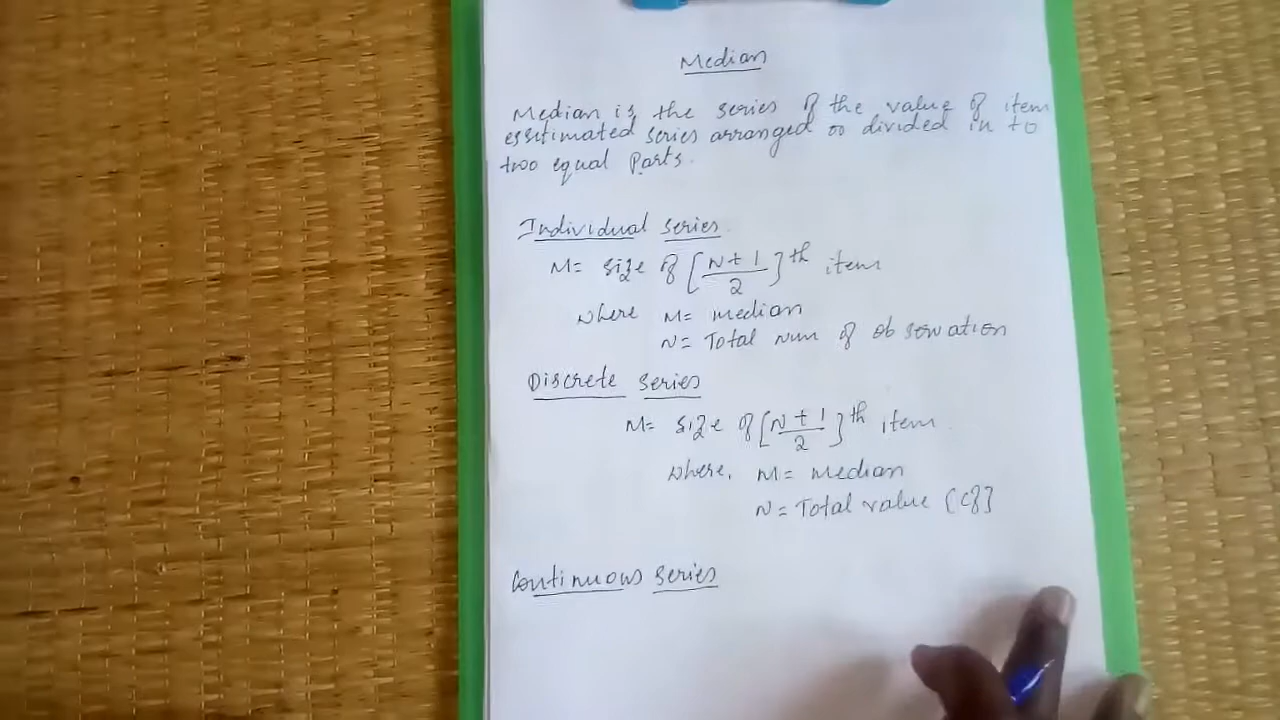 Median
Median is the series of the value of item
essitimated series arranged or divided in to
two equal Parts.
Individual series
M= size of [N+1/2]th item
where M= median
N= Total Num of observation
Discrete series
M= size of [N+1/2]th item
where, M= median
N= Total value [cf]
Continuous series